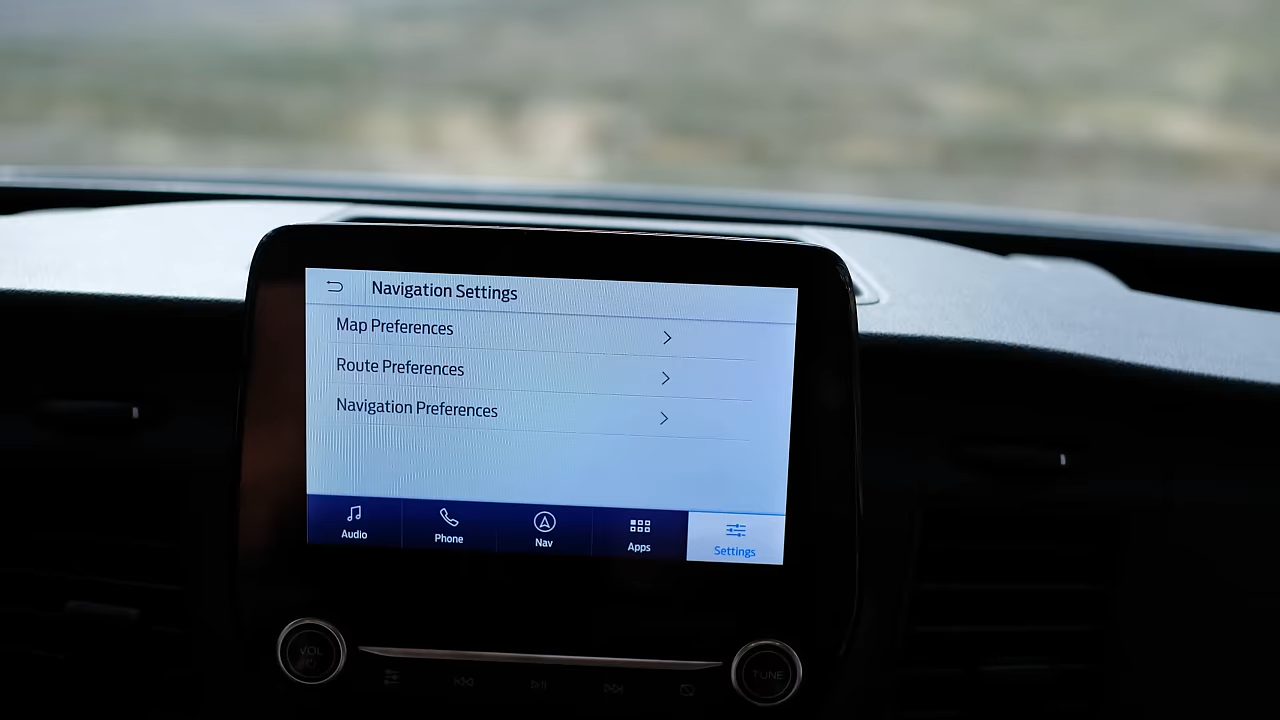 Navigation Settings
Map Preferences
Route Preferences
Navigation Preferences
Audio
Phone
Nav
Apps
Settings
VOL
TUNE